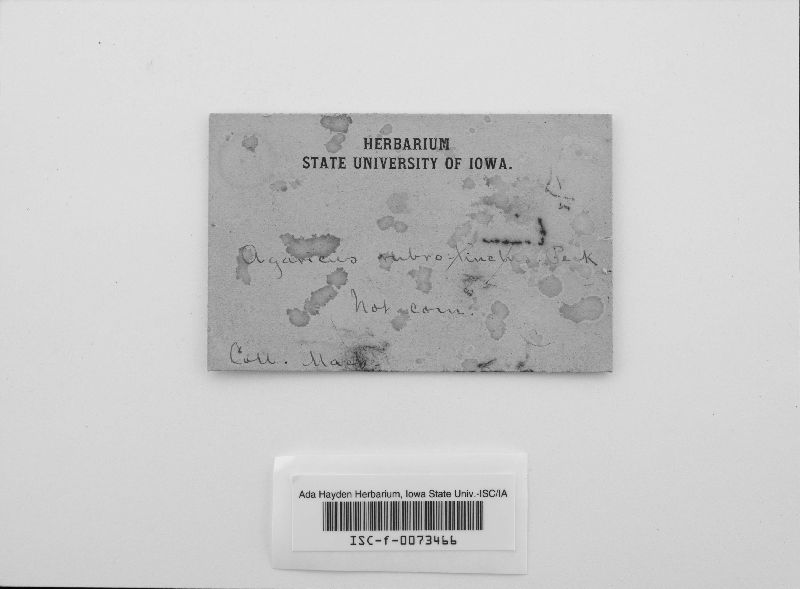 HERBARIUM
STATE UNIVERSITY OF IOWA.
Agaricus rubro-tinctus Peck
Not com.
Coll. Mac
Ada Hayden Herbarium, Iowa State Univ.-ISC/IA
ISC-f-0073466